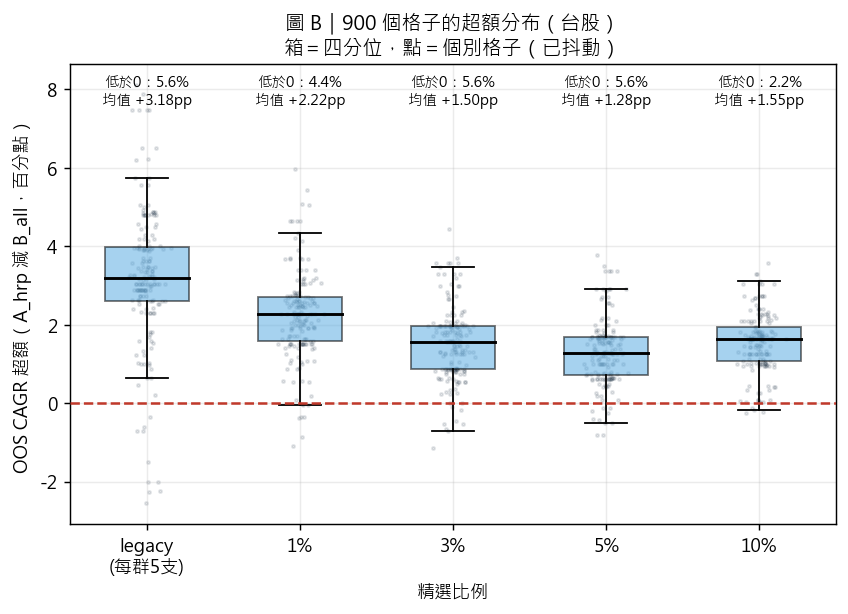 圖 B｜900 個格子的超額分布（台股）
箱＝四分位，點＝個別格子（已抖動）
低於0：5.6%
均值 +3.18pp
低於0：4.4%
均值 +2.22pp
低於0：5.6%
均值 +1.50pp
低於0：5.6%
均值 +1.28pp
低於0：2.2%
均值 +1.55pp
OOS CAGR 超額（A_hrp 減 B_all，百分點）
8
6
4
2
0
-2
legacy
(每群5支)
1%
3%
5%
10%
精選比例